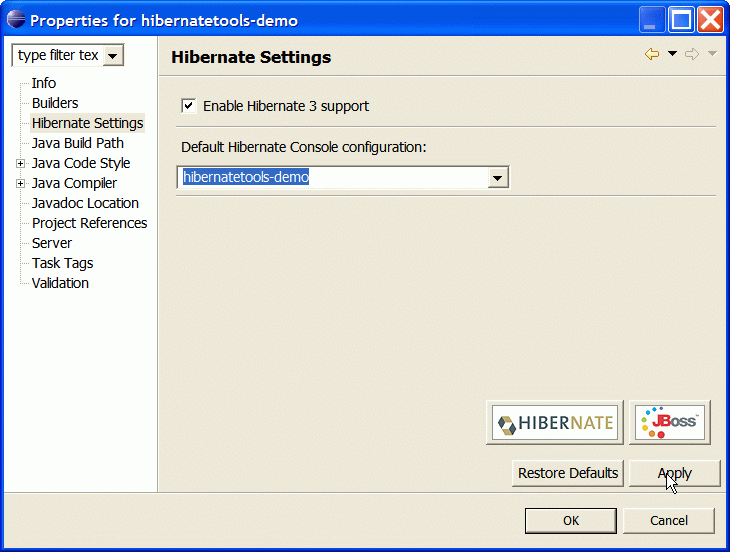 Properties for hibernatetools-demo
type filter tex
Info
Builders
Hibernate Settings
Java Build Path
Java Code Style
Java Compiler
Javadoc Location
Project References
Server
Task Tags
Validation
Hibernate Settings
Enable Hibernate 3 support
Default Hibernate Console configuration:
hibernatetools-demo
HIBERNATE
JBoss
Restore Defaults
Apply
OK
Cancel